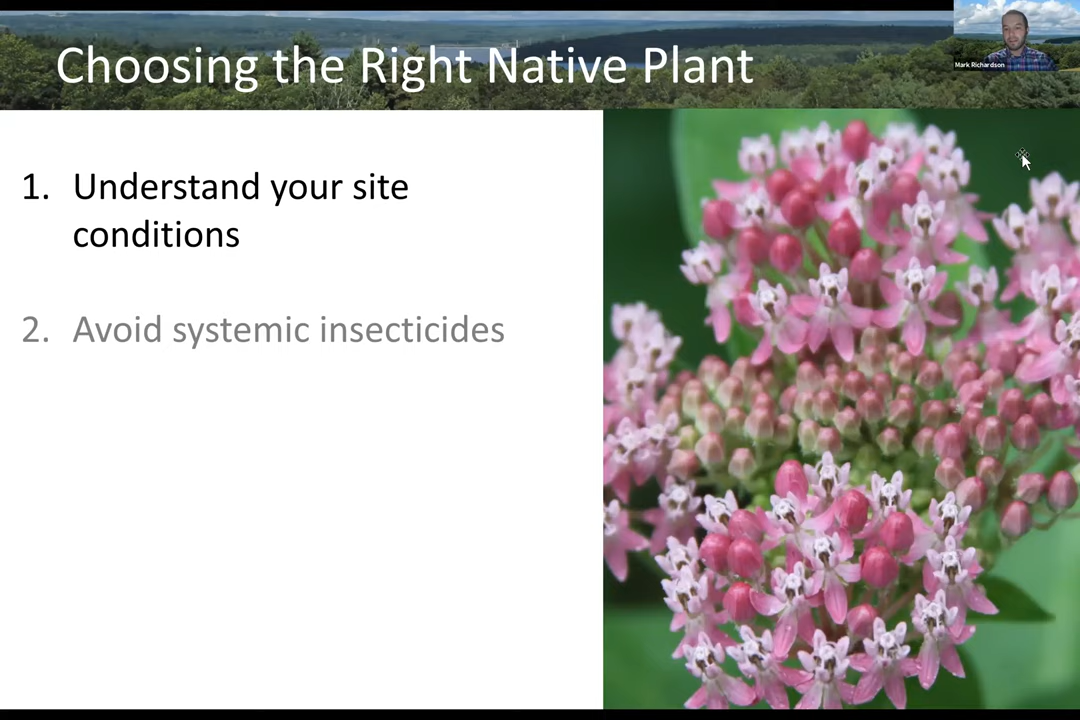 Choosing the Right Native Plant
Mark Richardson
1. Understand your site
conditions
2. Avoid systemic insecticides